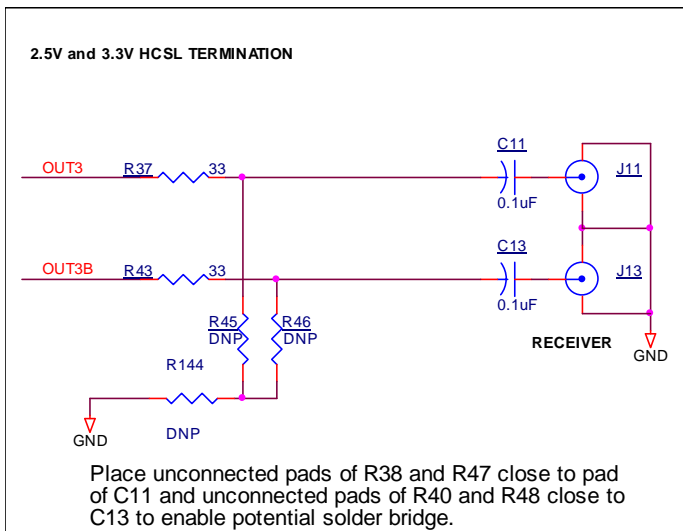 2.5V and 3.3V HCSL TERMINATION
C11
OUT3 R37 33 J11
0.1uF
C13
OUT3B R43 33 J13
0.1uF
R45 R46
DNP DNP RECEIVER
R144 GND
GND DNP
Place unconnected pads of R38 and R47 close to pad
of C11 and unconnected pads of R40 and R48 close to
C13 to enable potential solder bridge.